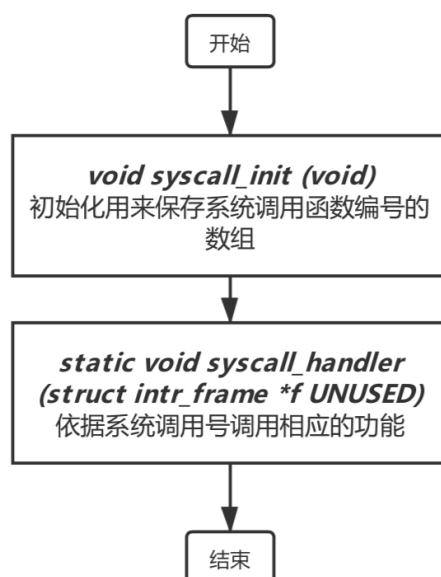 开始
void syscall_init (void)
初始化用来保存系统调用函数编号的
数组
static void syscall_handler
(struct intr_frame *f UNUSED)
依据系统调用号调用相应的功能
结束